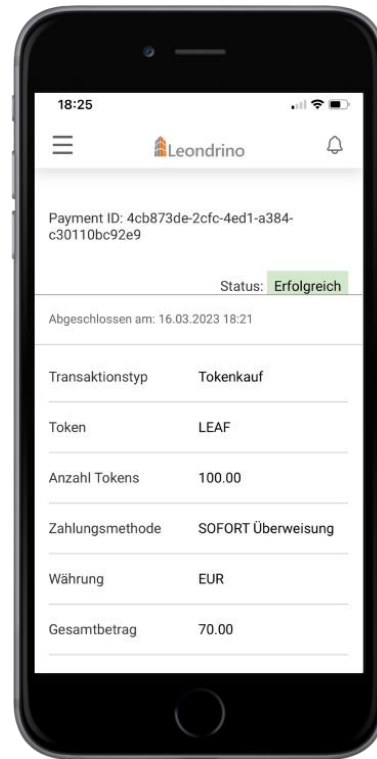 18:25
Leondrino
Payment ID: 4cb873de-2cfc-4ed1-a384-
c30110bc92e9
Status: Erfolgreich
Abgeschlossen am: 16.03.2023 18:21
Transaktionstyp Tokenkauf
Token LEAF
Anzahl Tokens 100.00
Zahlungsmethode SOFORT Überweisung
Währung EUR
Gesamtbetrag 70.00